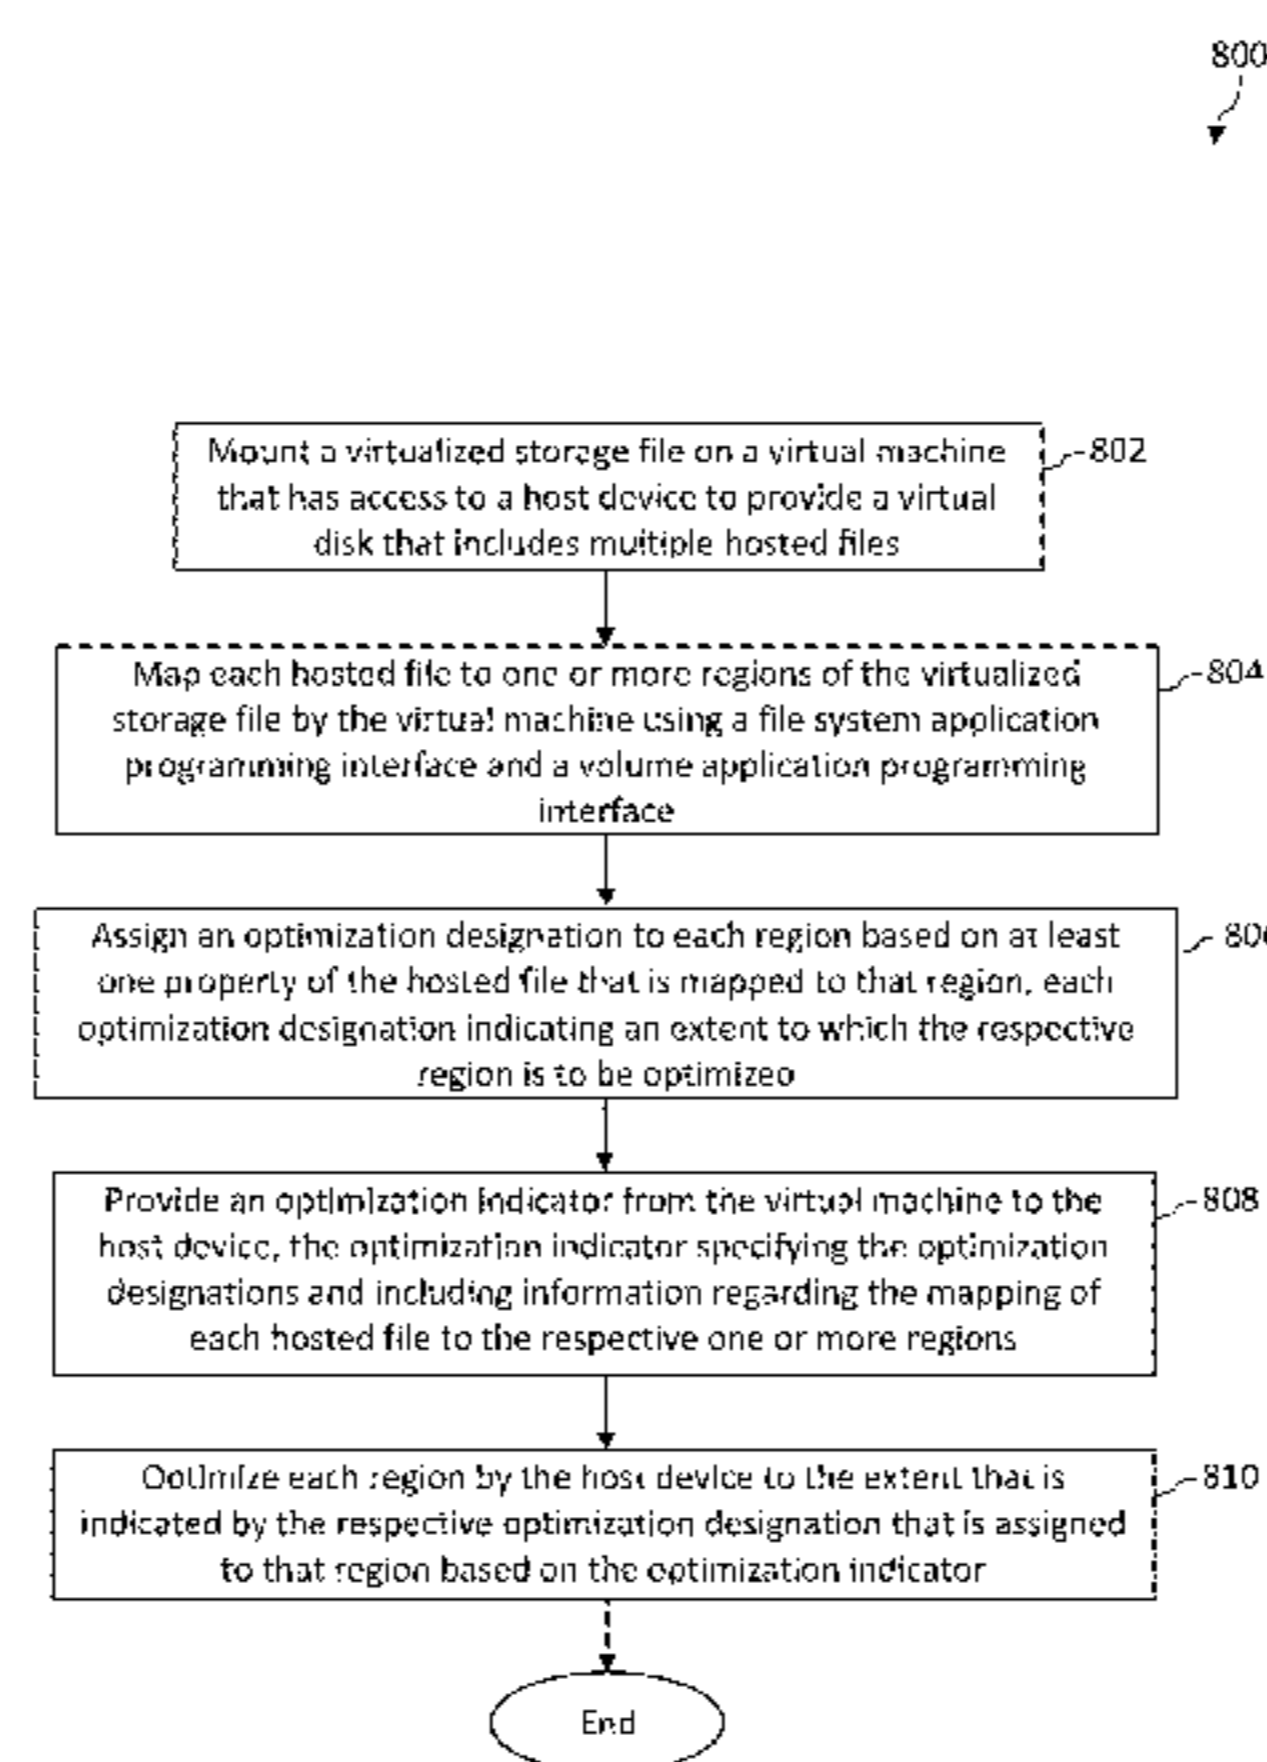 800
Mount a virtualized storage file on a virtual machine
that has access to a host device to provide a virtual
disk that includes multiple hosted files
802
Map each hosted file to one or more regions of the virtualized
storage file by the virtual machine using a file system application
programming interface and a volume application programming
interface
804
Assign an optimization designation to each region based on at least
one property of the hosted file that is mapped to that region, each
optimization designation indicating an extent to which the respective
region is to be optimized
806
Provide an optimization indicator from the virtual machine to the
host device, the optimization indicator specifying the optimization
designations and including information regarding the mapping of
each hosted file to the respective one or more regions
808
Optimize each region by the host device to the extent that is
indicated by the respective optimization designation that is assigned
to that region based on the optimization indicator
810
End